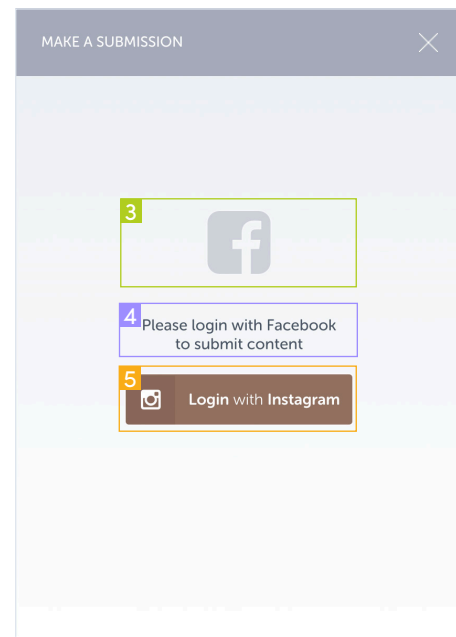 MAKE A SUBMISSION
3
4
Please login with Facebook
to submit content
5
Login with Instagram